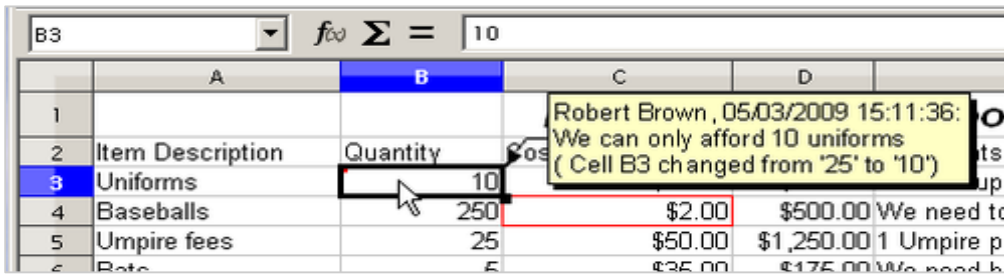 B3 f(x) Σ = 10
A B C D
1
Robert Brown, 05/03/2009 15:11:36:
We can only afford 10 uniforms
( Cell B3 changed from '25' to '10')
2 Item Description Quantity
3 Uniforms 10
4 Baseballs 250 $2.00 $500.00 We need to
5 Umpire fees 25 $50.00 $1,250.00 1 Umpire p
6 Bats 5 $35.00 $175.00 We need b